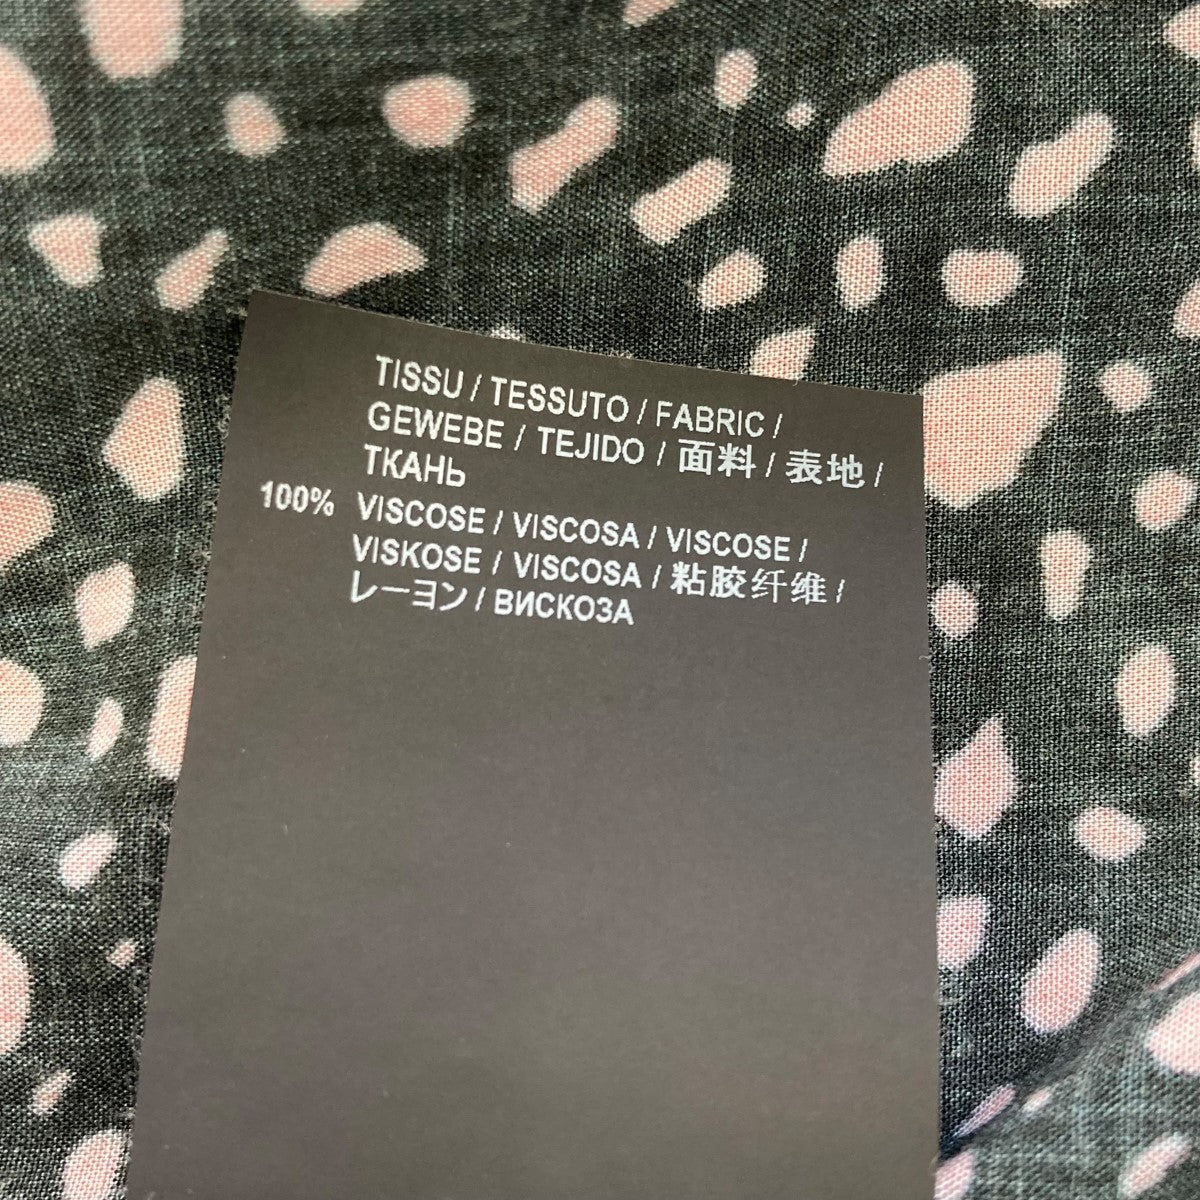 TISSU / TESSUTO / FABRIC /
GEWEBE / TEJIDO / 面料 / 表地 /
ТКАНЬ
100% VISCOSE / VISCOSA / VISCOSE /
VISKOSE / VISCOSA / 粘胶纤维 /
レーヨン / ВИСКОЗА